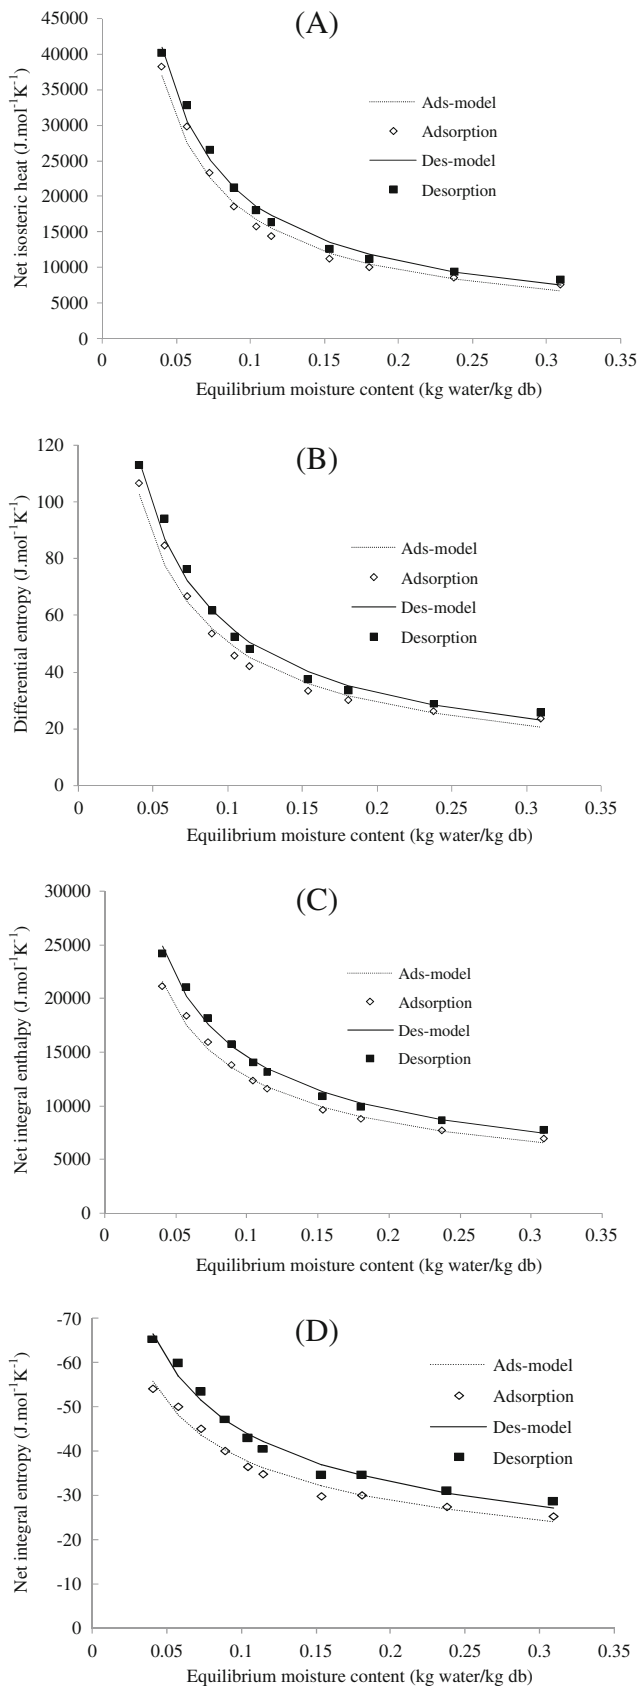 (A)
45000
40000
35000
30000
25000
20000
15000
10000
5000
0
Net isosteric heat (J.mol⁻¹K⁻¹)
Ads-model
Adsorption
Des-model
Desorption
0 0.05 0.1 0.15 0.2 0.25 0.3 0.35
Equilibrium moisture content (kg water/kg db)
(B)
120
100
80
60
40
20
0
Differential entropy (J.mol⁻¹K⁻¹)
Ads-model
Adsorption
Des-model
Desorption
0 0.05 0.1 0.15 0.2 0.25 0.3 0.35
Equilibrium moisture content (kg water/kg db)
(C)
30000
25000
20000
15000
10000
5000
0
Net integral enthalpy (J.mol⁻¹K⁻¹)
Ads-model
Adsorption
Des-model
Desorption
0 0.05 0.1 0.15 0.2 0.25 0.3 0.35
Equilibrium moisture content (kg water/kg db)
(D)
-70
-60
-50
-40
-30
-20
-10
0
Net integral entropy (J.mol⁻¹K⁻¹)
Ads-model
Adsorption
Des-model
Desorption
0 0.05 0.1 0.15 0.2 0.25 0.3 0.35
Equilibrium moisture content (kg water/kg db)